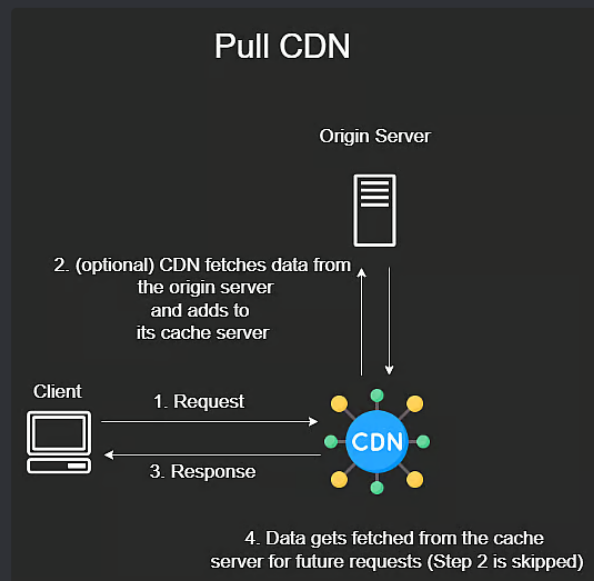 Pull CDN
Origin Server
2. (optional) CDN fetches data from
the origin server
and adds to
its cache server
Client
1. Request
CDN
3. Response
4. Data gets fetched from the cache
server for future requests (Step 2 is skipped)